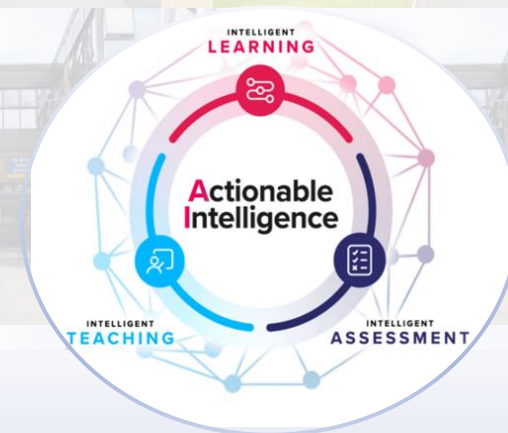 INTELLIGENT
LEARNING
Actionable
Intelligence
INTELLIGENT
TEACHING
INTELLIGENT
ASSESSMENT